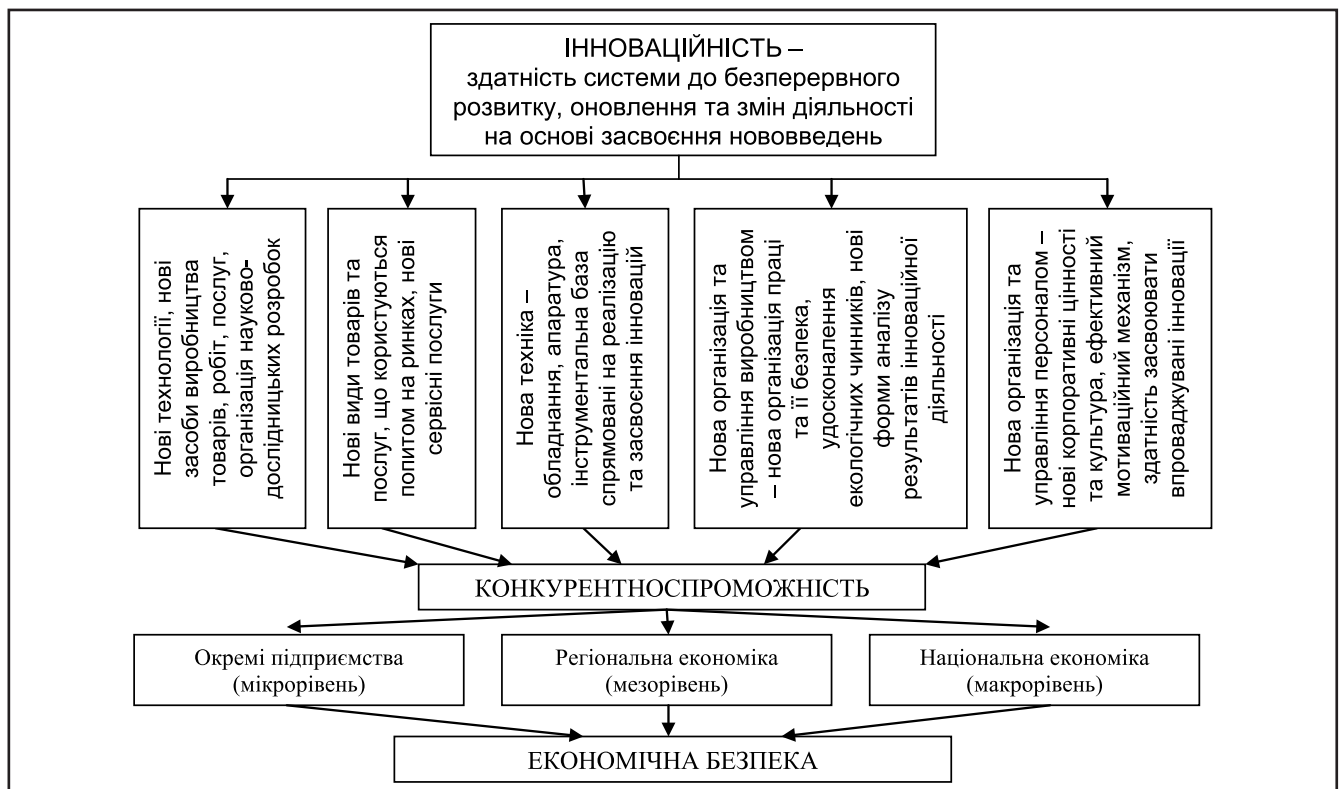 ІННОВАЦІЙНІСТЬ –
здатність системи до безперервного
розвитку, оновлення та змін діяльності
на основі засвоєння нововведень
Нові технології, нові
засоби виробництва
товарів, робіт, послуг,
організація науково-
дослідницьких розробок
Нові види товарів та
послуг, що користуються
попитом на ринках, нові
сервісні послуги
Нова техніка –
обладнання, апаратура,
інструментальна база
спрямовані на реалізацію
та засвоєння інновацій
Нова організація та
управління виробництвом
– нова організація праці
та її безпека,
удосконалення
екологічних чинників, нові
форми аналізу
результатів інноваційної
діяльності
Нова організація та
управління персоналом –
нові корпоративні цінності
та культура, ефективний
мотиваційний механізм,
здатність засвоювати
впроваджувані інновації
КОНКУРЕНТНОСПРОМОЖНІСТЬ
Окремі підприємства
(мікрорівень)
Регіональна економіка
(мезорівень)
Національна економіка
(макрорівень)
ЕКОНОМІЧНА БЕЗПЕКА